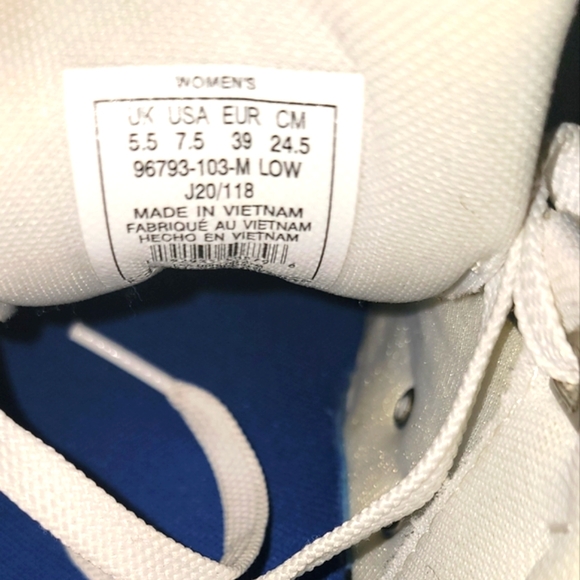 WOMEN'S
UK USA EUR CM
5.5 7.5 39 24.5
96793-103-M LOW
J20/118
MADE IN VIETNAM
FABRIQUÉ AU VIETNAM
HECHO EN VIETNAM